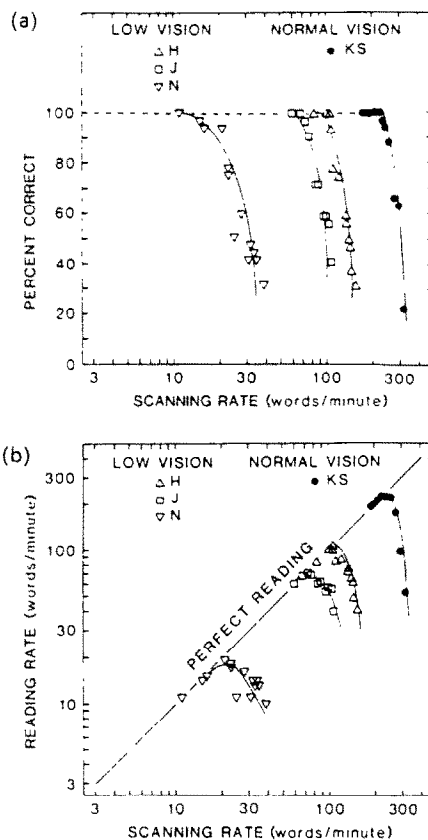 (a)
LOW VISION NORMAL VISION
△ H ● KS
□ J
▽ N
100
80
60
40
20
0
PERCENT CORRECT
3 10 30 100 300
SCANNING RATE (words/minute)
(b)
LOW VISION NORMAL VISION
△ H ● KS
□ J
▽ N
300
100
30
10
3
READING RATE (words/minute)
PERFECT READING
3 10 30 100 300
SCANNING RATE (words/minute)